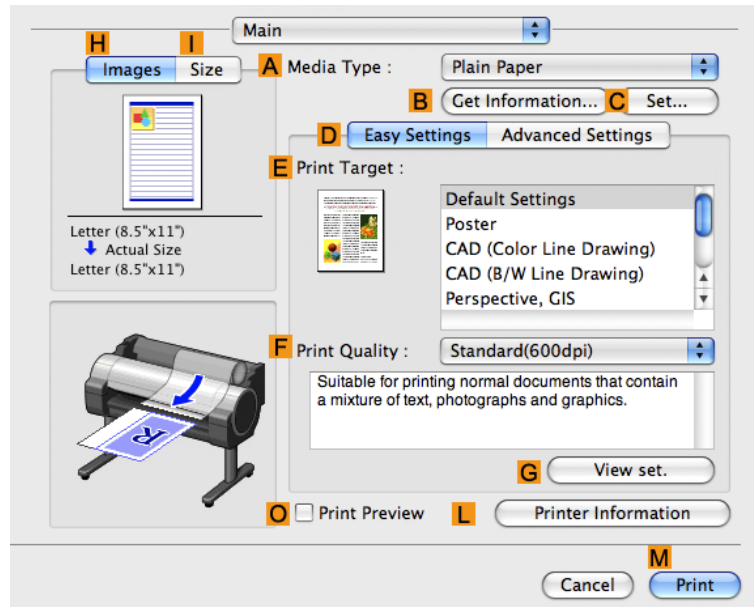 Main
H
I
Images
Size
A Media Type :
Plain Paper
B Get Information...
C Set...
D Easy Settings
Advanced Settings
E Print Target :
Default Settings
Poster
CAD (Color Line Drawing)
CAD (B/W Line Drawing)
Perspective, GIS
Letter (8.5"x11")
Actual Size
Letter (8.5"x11")
F Print Quality :
Standard(600dpi)
Suitable for printing normal documents that contain
a mixture of text, photographs and graphics.
R
G View set.
O Print Preview
L Printer Information
M
Cancel
Print